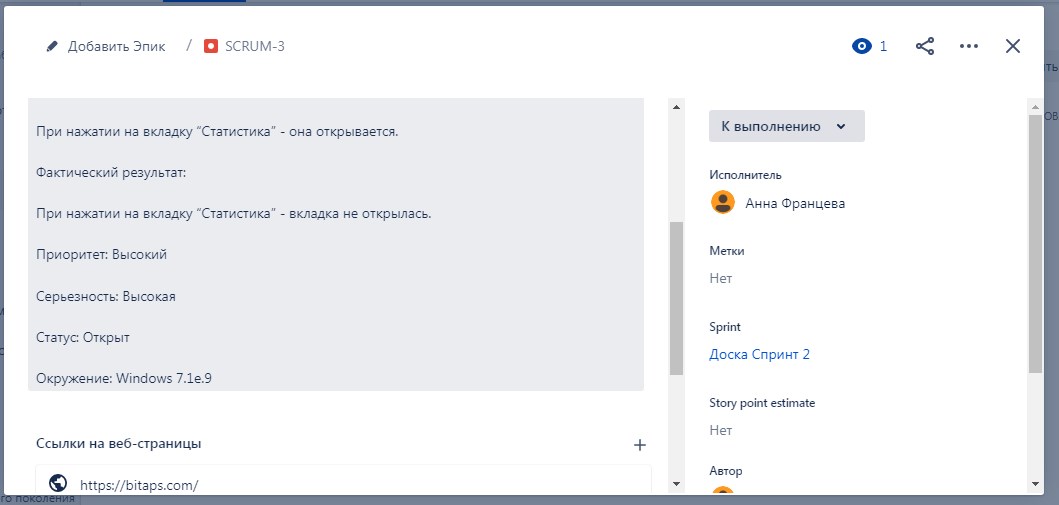 Добавить Эпик / SCRUM-3
1
При нажатии на вкладку “Статистика” - она открывается.
Фактический результат:
При нажатии на вкладку “Статистика” - вкладка не открылась.
Приоритет: Высокий
Серьезность: Высокая
Статус: Открыт
Окружение: Windows 7.1e.9
Ссылки на веб-страницы
https://bitaps.com/
К выполнению
Исполнитель
Анна Францева
Метки
Нет
Sprint
Доска Спринт 2
Story point estimate
Нет
Автор
го поколения